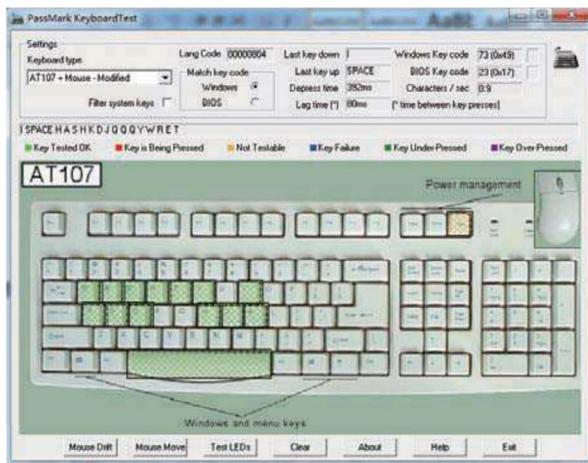 PassMark KeyboardTest
Settings
Keyboard type
AT107 + Mouse - Modified
Filter system keys
Lang Code 00000804
Match key code
Windows
BIOS
Last key down I
Last key up SPACE
Depress time 392ms
Lag time (*) 80ms
Windows Key code 73 (0x49)
BIOS Key code 23 (0x17)
Characters / sec 0.9
(* time between key presses)
I SPACE H A S H K D J Q Q Q Y W R E T
Key Tested OK Key is Being Pressed Not Testable Key Failure Key Under-Pressed Key Over-Pressed
AT107
Power management
Windows and menu keys
Mouse Drift Mouse Move Test LEDs Clear About Help Exit